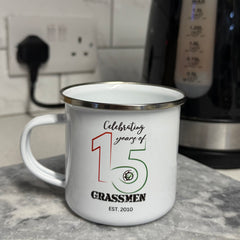 Celebrating
years of
15
GRASSMEN
EST. 2010